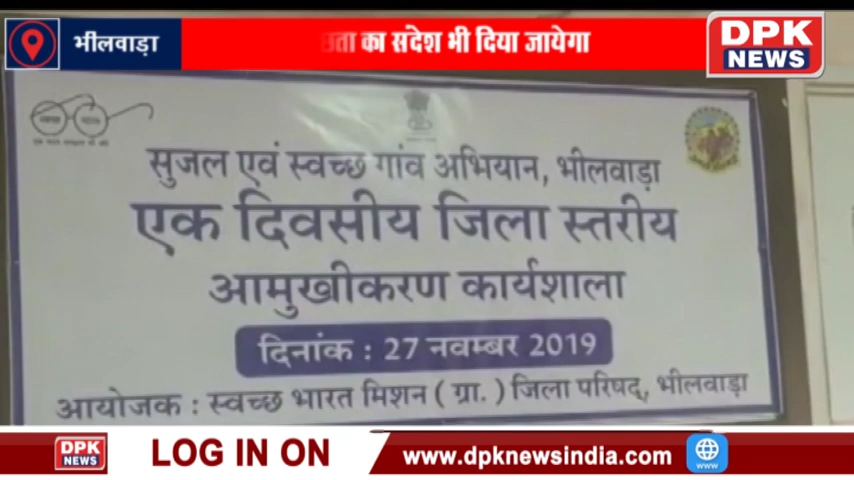 भीलवाड़ा
का संदेश भी दिया जायेगा
DPK
NEWS
सुजल एवं स्वच्छ गांव अभियान, भीलवाड़ा
एक दिवसीय जिला स्तरीय
आमुखीकरण कार्यशाला
दिनांक : 27 नवम्बर 2019
आयोजक : स्वच्छ भारत मिशन ( ग्रा. ) जिला परिषद्, भीलवाड़ा
DPK
NEWS
LOG IN ON
www.dpknewsindia.com
www